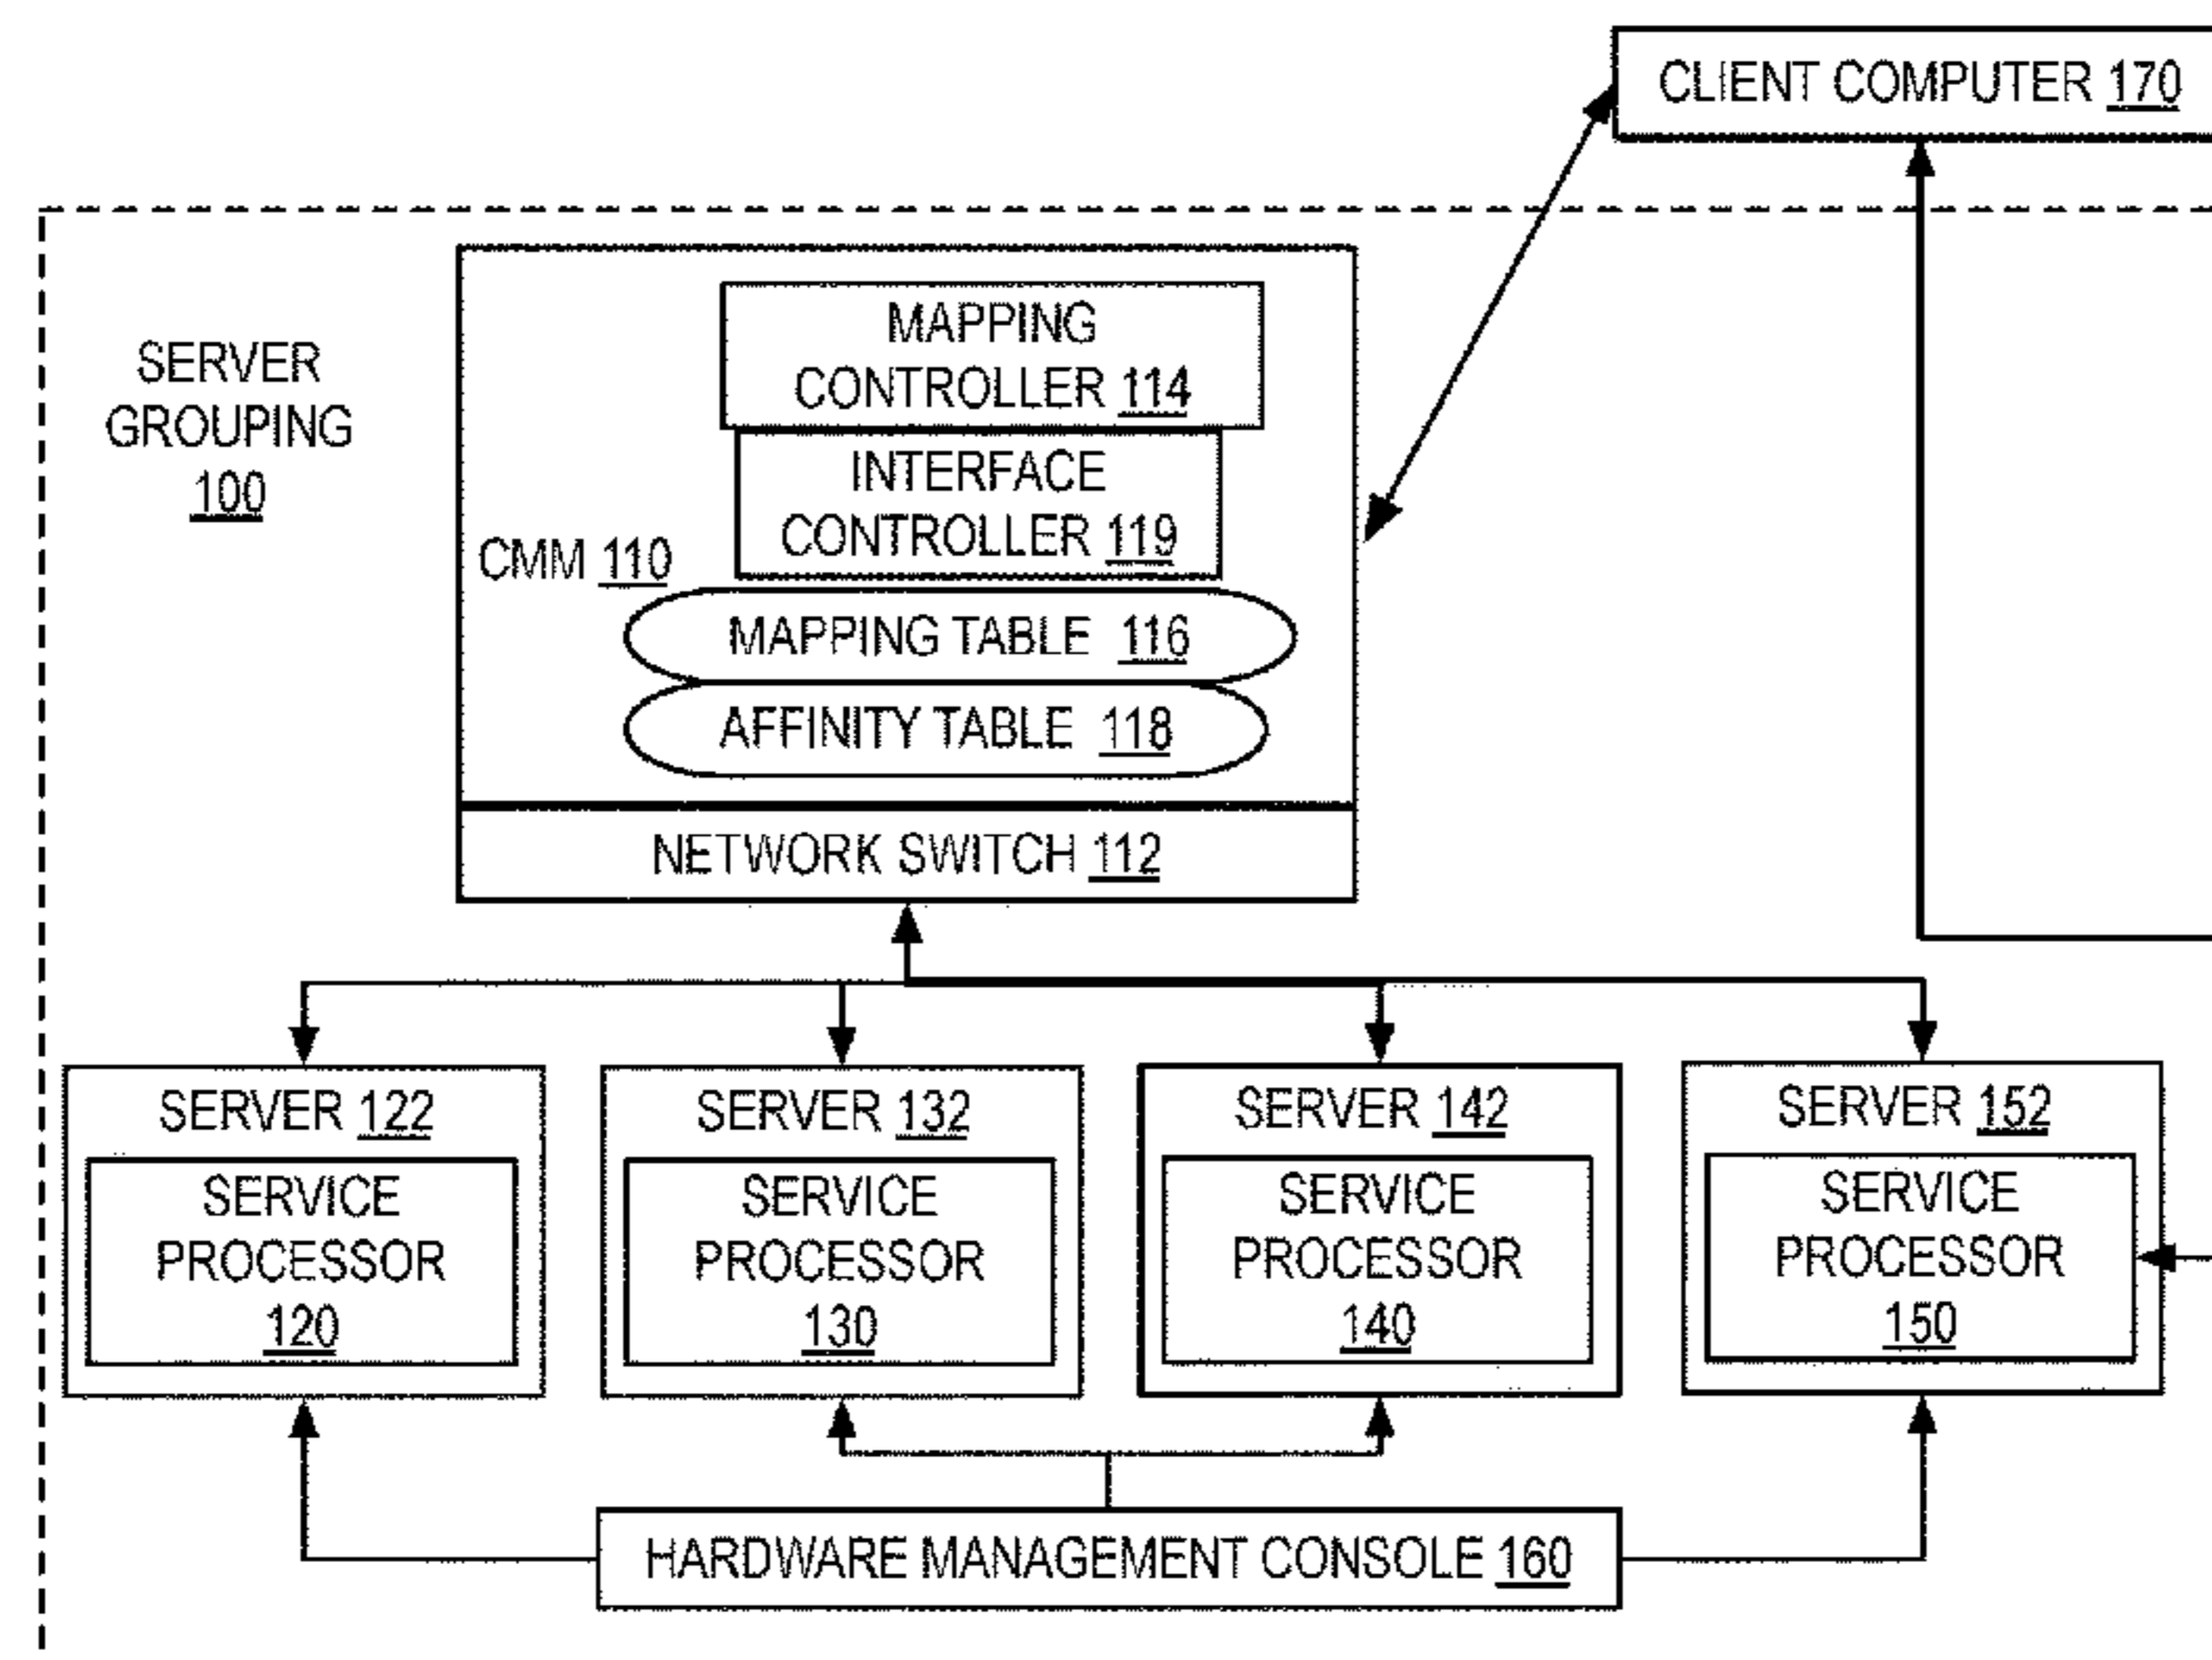 CLIENT COMPUTER 170
SERVER
GROUPING
100
MAPPING
CONTROLLER 114
INTERFACE
CONTROLLER 119
CMM 110
MAPPING TABLE 116
AFFINITY TABLE 118
NETWORK SWITCH 112
SERVER 122
SERVICE
PROCESSOR
120
SERVER 132
SERVICE
PROCESSOR
130
SERVER 142
SERVICE
PROCESSOR
140
SERVER 152
SERVICE
PROCESSOR
150
HARDWARE MANAGEMENT CONSOLE 160